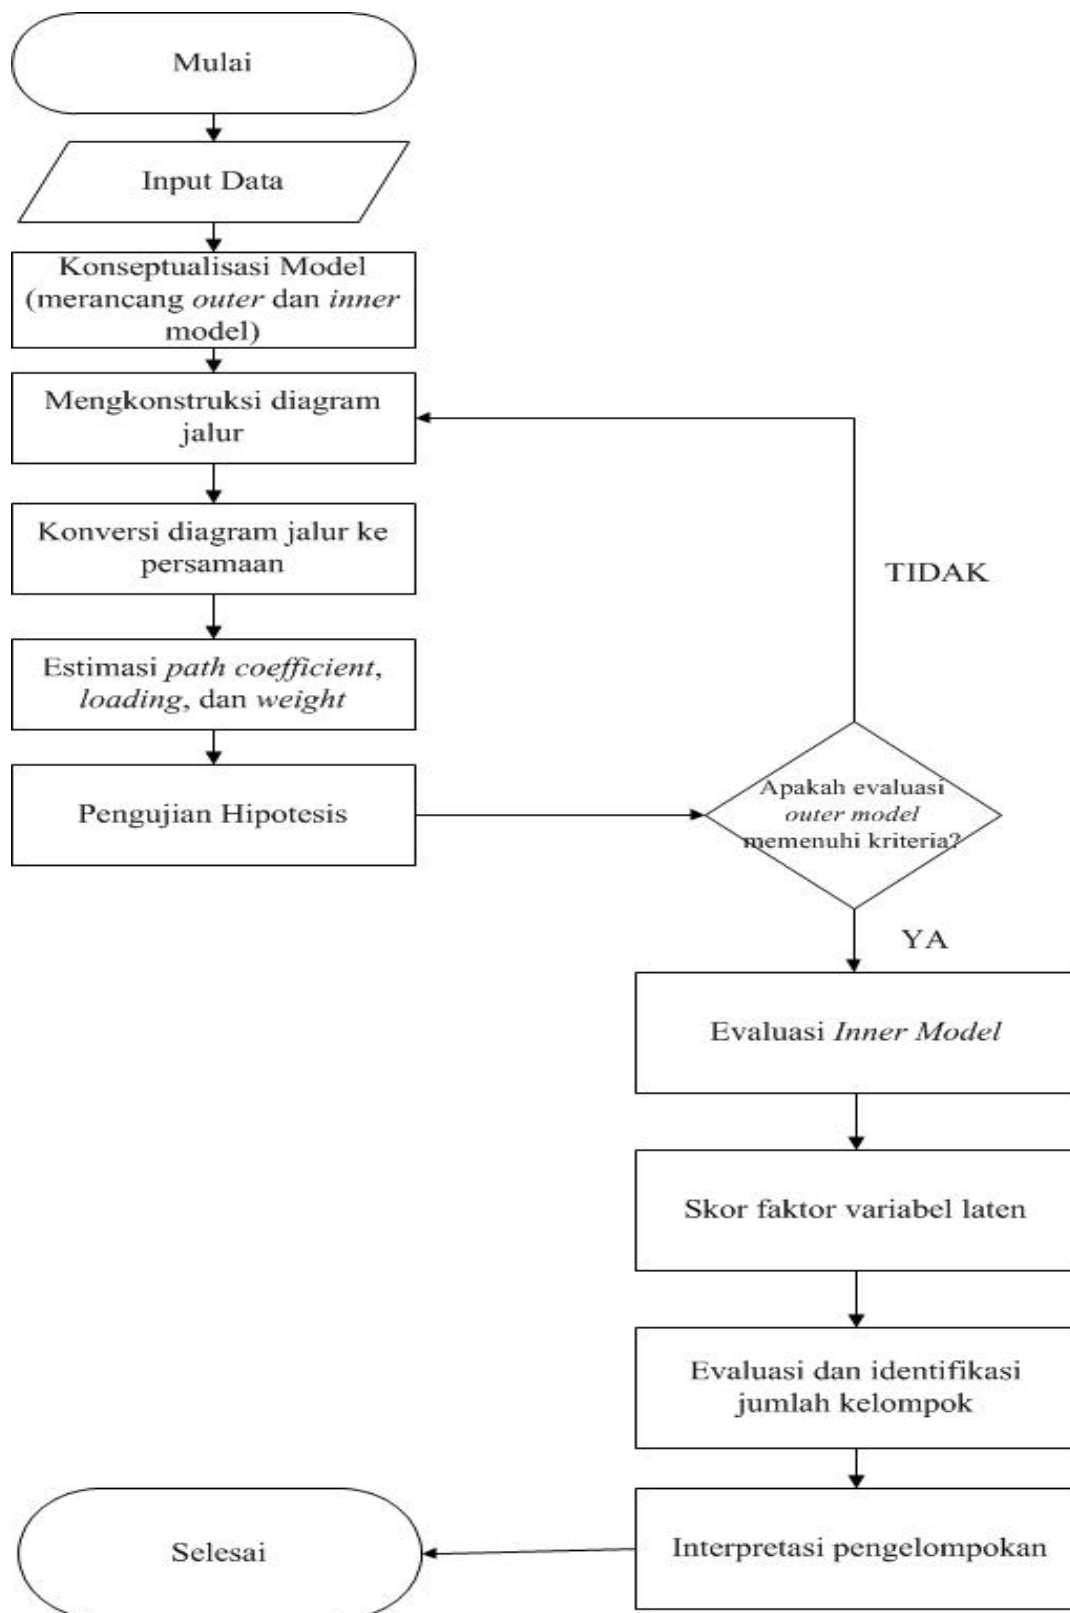 Mulai
Input Data
Konseptualisasi Model
(merancang outer dan inner
model)
Mengkonstruksi diagram
jalur
Konversi diagram jalur ke
persamaan
Estimasi path coefficient,
loading, dan weight
Pengujian Hipotesis
TIDAK
Apakah evaluasi
outer model
memenuhi kriteria?
YA
Evaluasi Inner Model
Skor faktor variabel laten
Evaluasi dan identifikasi
jumlah kelompok
Interpretasi pengelompokan
Selesai